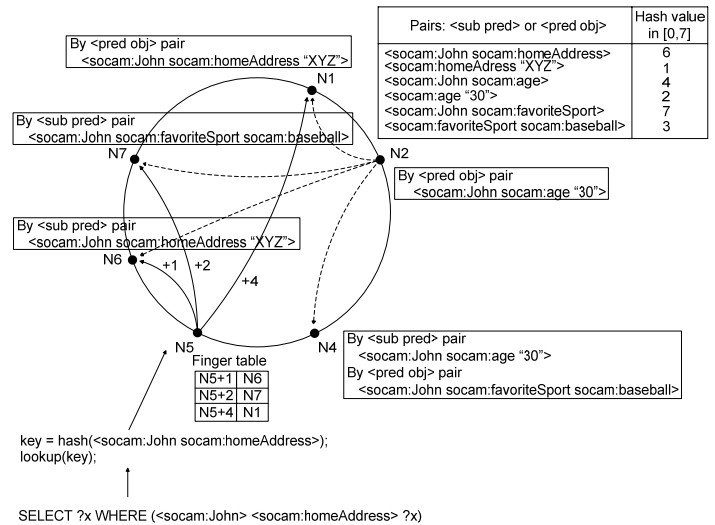 By <pred obj> pair
<socam:John socam:homeAddress “XYZ”>
N1
Pairs: <sub pred> or <pred obj>
Hash value
in [0,7]
<socam:John socam:homeAddress> 6
<socam:homeAdress “XYZ”> 1
<socam:John socam:age> 4
<socam:age “30”> 2
<socam:John socam:favoriteSport> 7
<socam:favoriteSport socam:baseball> 3
By <sub pred> pair
<socam:John socam:favoriteSport socam:baseball>
N7
N2
By <pred obj> pair
<socam:John socam:age “30”>
By <sub pred> pair
<socam:John socam:homeAddress “XYZ”>
N6
+1
+2
+4
N5
N4
By <sub pred> pair
<socam:John socam:age “30”>
By <pred obj> pair
<socam:John socam:favoriteSport socam:baseball>
Finger table
N5+1 N6
N5+2 N7
N5+4 N1
key = hash(<socam:John socam:homeAddress>);
lookup(key);
SELECT ?x WHERE (<socam:John> <socam:homeAddress> ?x)